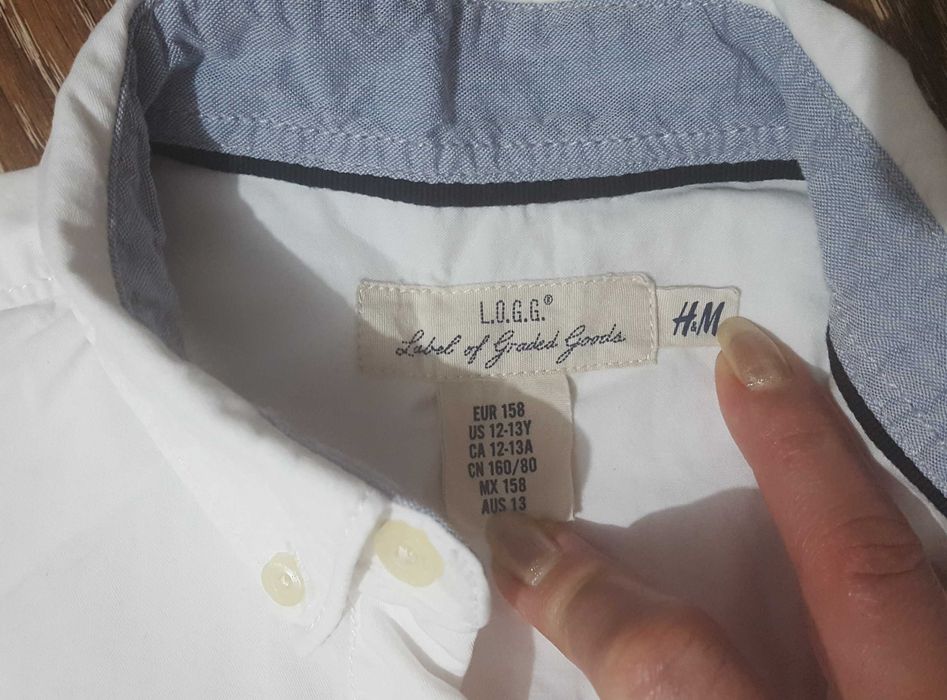 L.O.G.G.®
Label of Graded Goods
H&M
EUR 158
US 12-13Y
CA 12-13A
CN 160/80
MX 158
AUS 13